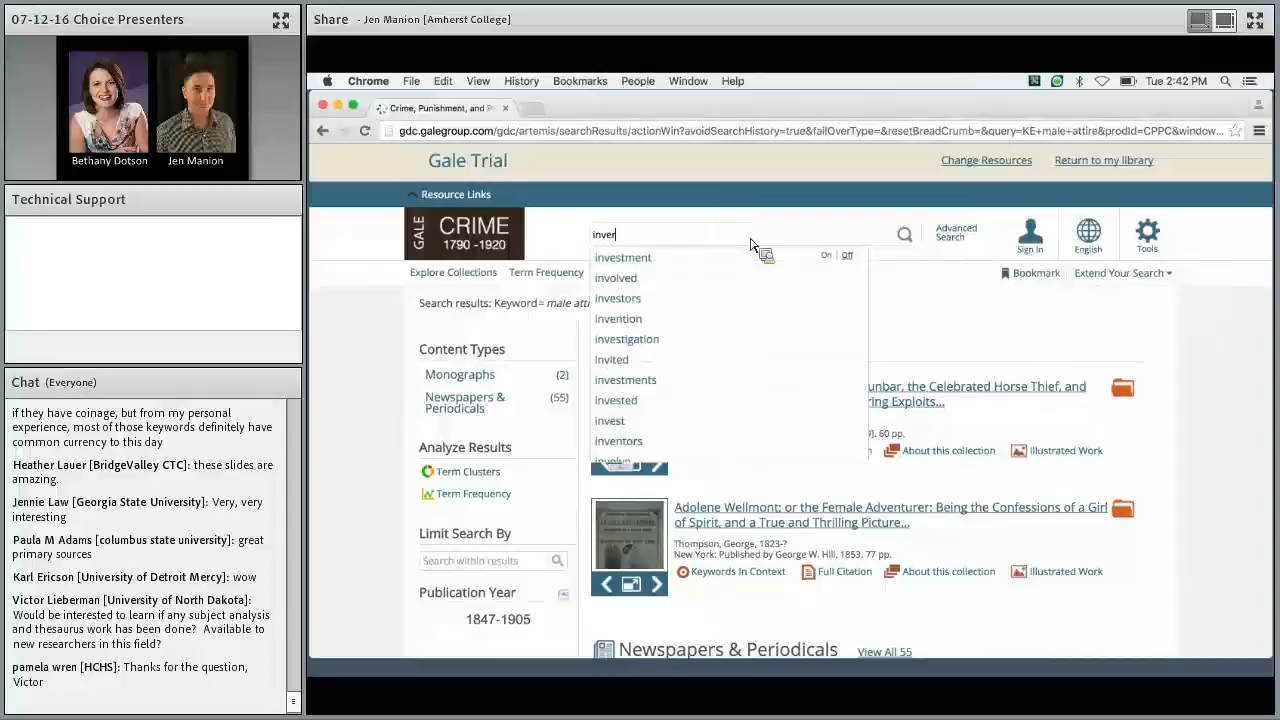 07-12-16 Choice Presenters
Bethany Dotson
Jen Manion
Technical Support
Chat (Everyone)
if they have coinage, but from my personal
experience, most of those keywords definitely have
common currency to this day
Heather Lauer [BridgeValley CTC]: these slides are
amazing.
Jennie Law [Georgia State University]: Very, very
interesting
Paula M Adams [columbus state university]: great
primary sources
Karl Ericson [University of Detroit Mercy]: wow
Victor Lieberman [University of North Dakota]:
Would be interested to learn if any subject analysis
and thesaurus work has been done? Available to
new researchers in this field?
pamela wren [HCHS]: Thanks for the question,
Victor
Share - Jen Manion [Amherst College]
Chrome File Edit View History Bookmarks People Window Help
Tue 2:42 PM
Crime, Punishment, and P
gdc.galegroup.com/gdc/artemis/searchResults/actionWin?avoidSearchHistory=true&failOverType=&resetBreadCrumb=&query=KE+male+attire&prodId=CPPC&window...
Gale Trial
Change Resources
Return to my library
Resource Links
GALE
CRIME
1790 -1920
inver
Advanced
Search
Sign In
English
Tools
Explore Collections
Term Frequency
On | Off
Bookmark
Extend Your Search
investment
involved
investors
invention
investigation
invited
investments
invested
invest
inventors
involve
Search results: Keyword= male atti
Content Types
Monographs (2)
Newspapers & (55)
Periodicals
Analyze Results
Term Clusters
Term Frequency
Limit Search By
Search within results
Publication Year
1847-1905
unbar, the Celebrated Horse Thief, and
ring Exploits...
9]. 60 pp.
About this collection
Illustrated Work
Adolene Wellmont; or the Female Adventurer: Being the Confessions of a Girl
of Spirit, and a True and Thrilling Picture...
Thompson, George, 1823-?
New York: Published by George W. Hill, 1853. 77 pp.
Keywords In Context
Full Citation
About this collection
Illustrated Work
Newspapers & Periodicals View All 55